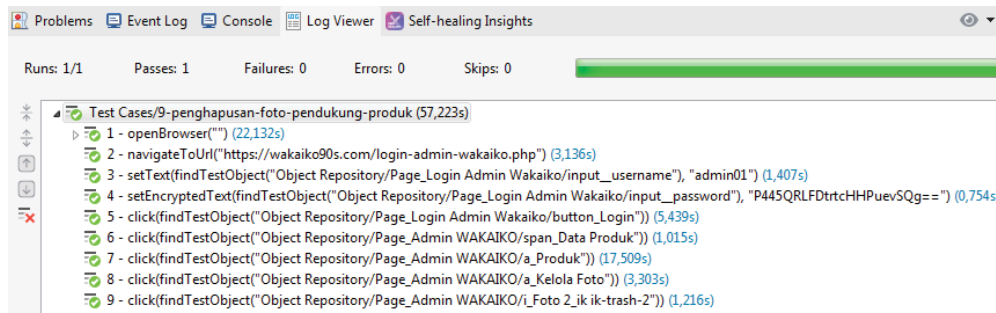 Problems Event Log Console Log Viewer Self-healing Insights
Runs: 1/1 Passes: 1 Failures: 0 Errors: 0 Skips: 0
Test Cases/9-penghapusan-foto-pendukung-produk (57,223s)
1 - openBrowser("") (22,132s)
2 - navigateToUrl("https://wakaiko90s.com/login-admin-wakaiko.php") (3,136s)
3 - setText(findTestObject("Object Repository/Page_Login Admin Wakaiko/input__username"), "admin01") (1,407s)
4 - setEncryptedText(findTestObject("Object Repository/Page_Login Admin Wakaiko/input__password"), "P445QRLFDtrtcHHPuevSQg==") (0,754s
5 - click(findTestObject("Object Repository/Page_Login Admin Wakaiko/button_Login")) (5,439s)
6 - click(findTestObject("Object Repository/Page_Admin WAKAIKO/span_Data Produk")) (1,015s)
7 - click(findTestObject("Object Repository/Page_Admin WAKAIKO/a_Produk")) (17,509s)
8 - click(findTestObject("Object Repository/Page_Admin WAKAIKO/a_Kelola Foto")) (3,303s)
9 - click(findTestObject("Object Repository/Page_Admin WAKAIKO/i_Foto 2_ik ik-trash-2")) (1,216s)